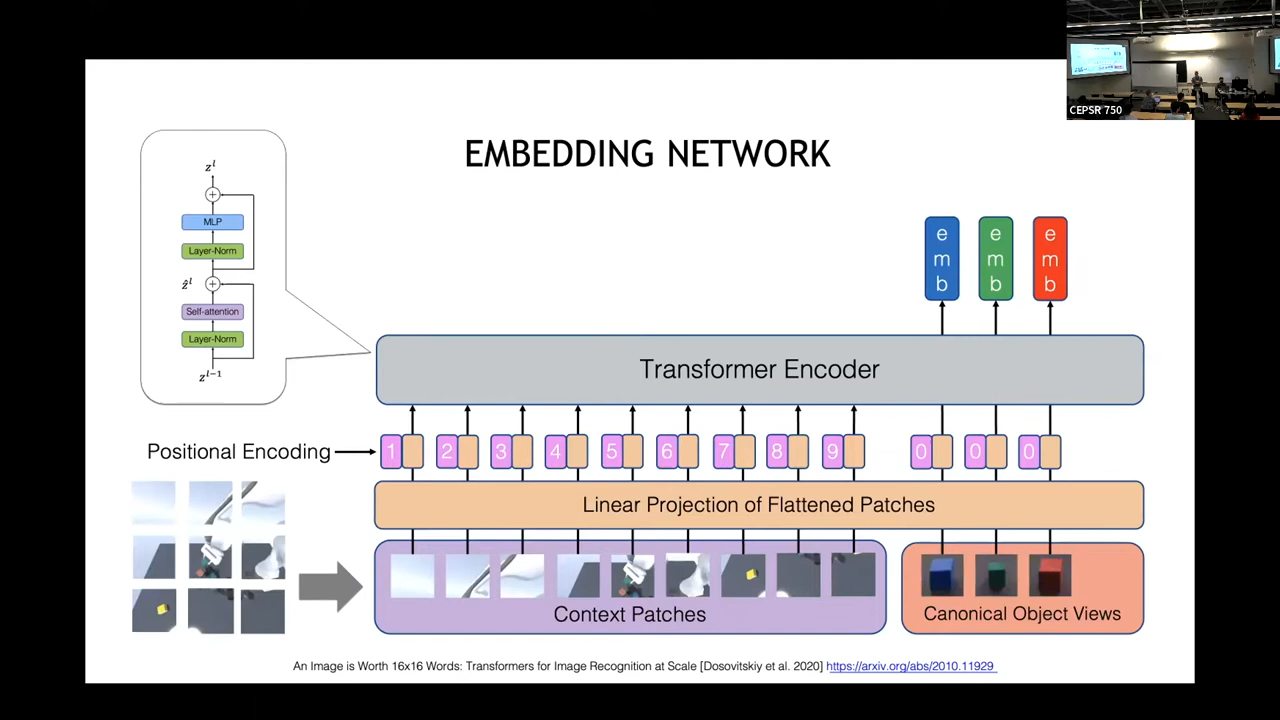 CEPSR 750
EMBEDDING NETWORK
z^l
+
MLP
Layer-Norm
ẑ^l
+
Self-attention
Layer-Norm
z^{l-1}
e m b
e m b
e m b
Transformer Encoder
Positional Encoding
1 2 3 4 5 6 7 8 9 0 0 0
Linear Projection of Flattened Patches
Context Patches
Canonical Object Views
An Image is Worth 16x16 Words: Transformers for Image Recognition at Scale [Dosovitskiy et al. 2020] https://arxiv.org/abs/2010.11929